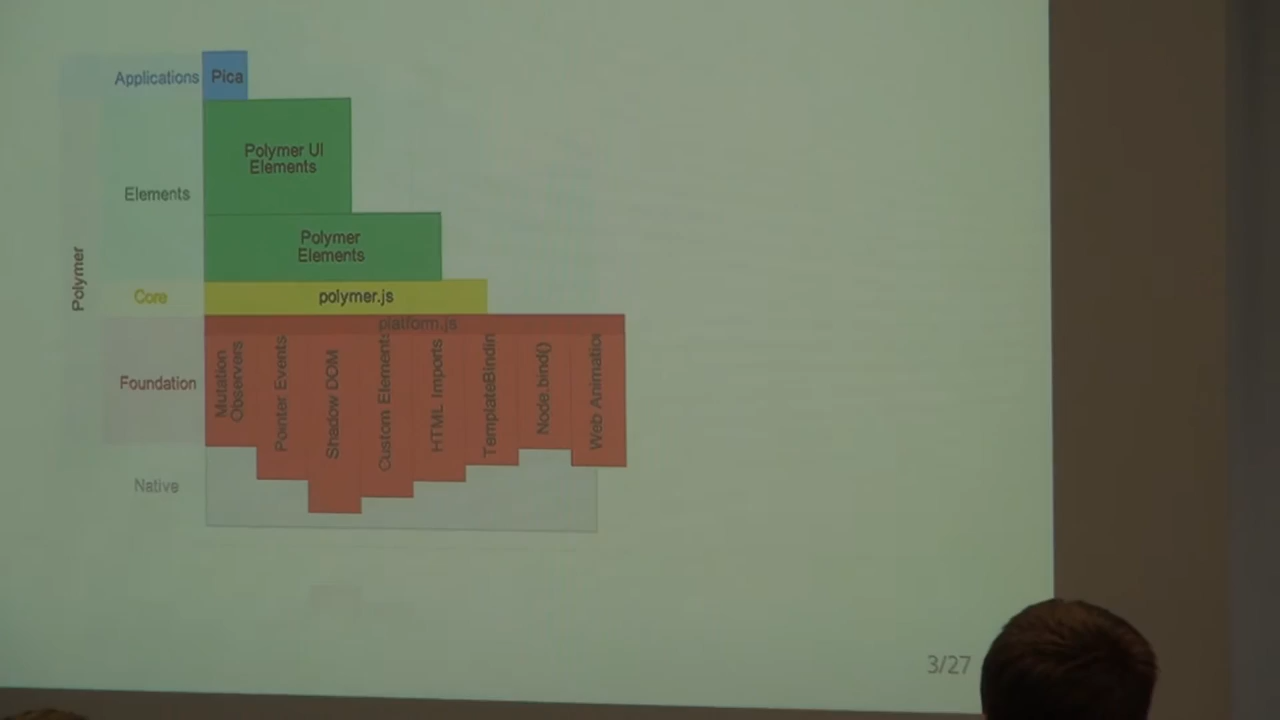 Applications
Pica
Polymer UI
Elements
Elements
Polymer
Elements
Polymer
Core
polymer.js
platform.js
Foundation
Mutation
Observers
Pointer Events
Shadow DOM
Custom Elements
HTML Imports
TemplateBindin
Node.bind()
Web Animatio
Native
3/27